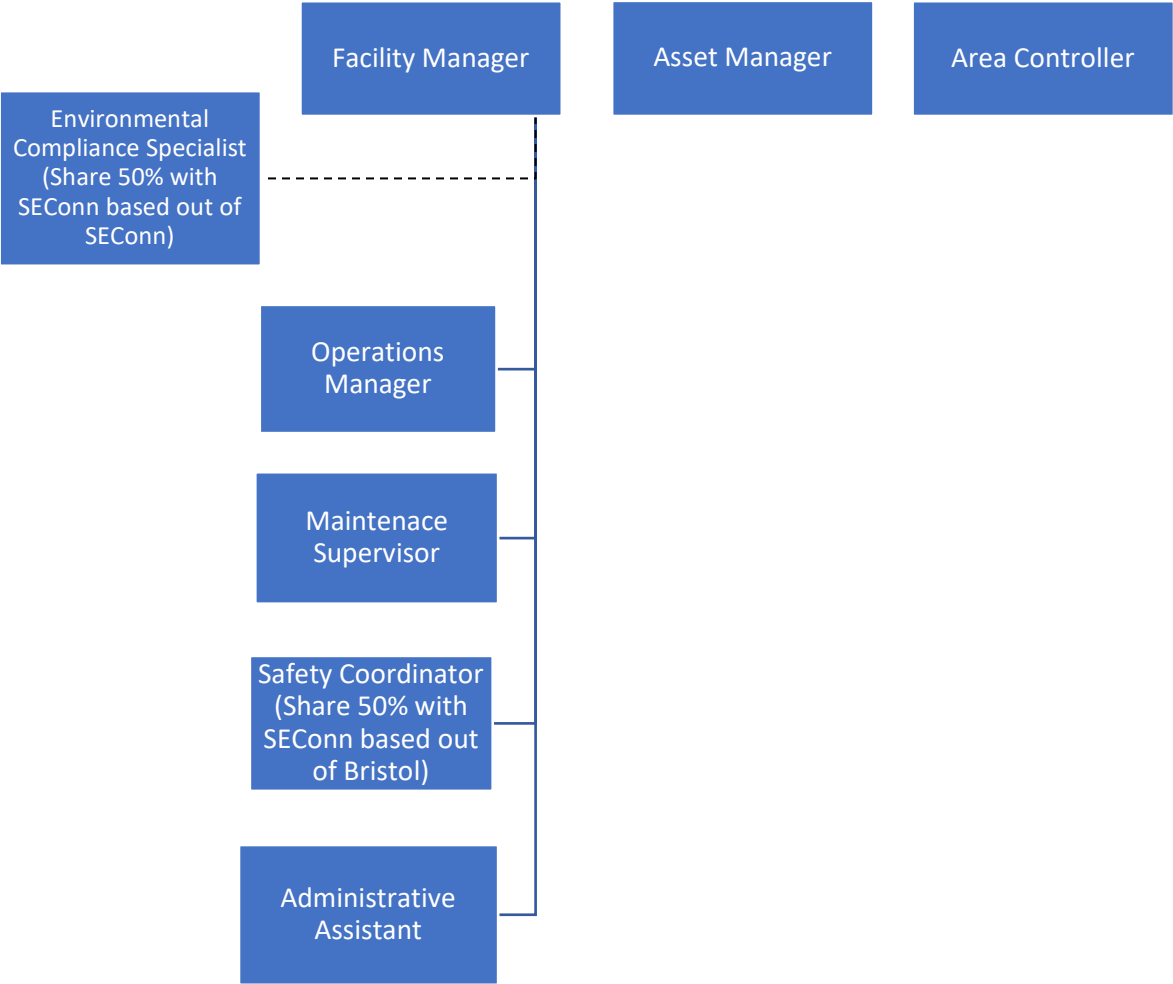 Facility Manager
Asset Manager
Area Controller
Environmental
Compliance Specialist
(Share 50% with
SEConn based out of
SEConn)
Operations
Manager
Maintenace
Supervisor
Safety Coordinator
(Share 50% with
SEConn based out
of Bristol)
Administrative
Assistant